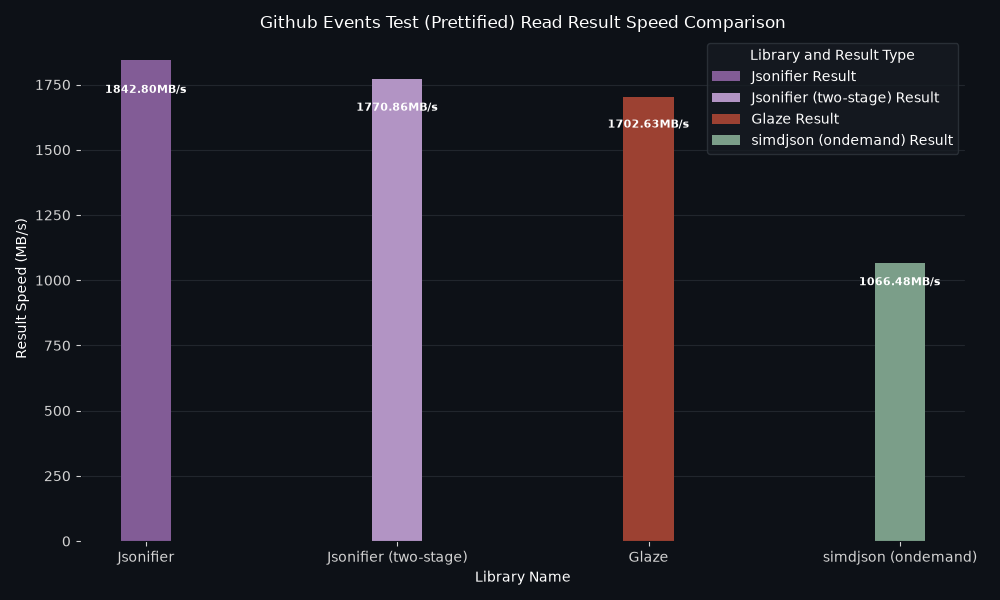 Github Events Test (Prettified) Read Result Speed Comparison
Library and Result Type
Jsonifier Result
Jsonifier (two-stage) Result
Glaze Result
simdjson (ondemand) Result
1842.80MB/s
1770.86MB/s
1702.63MB/s
1066.48MB/s
Result Speed (MB/s)
1750
1500
1250
1000
750
500
250
0
Jsonifier
Jsonifier (two-stage)
Glaze
simdjson (ondemand)
Library Name